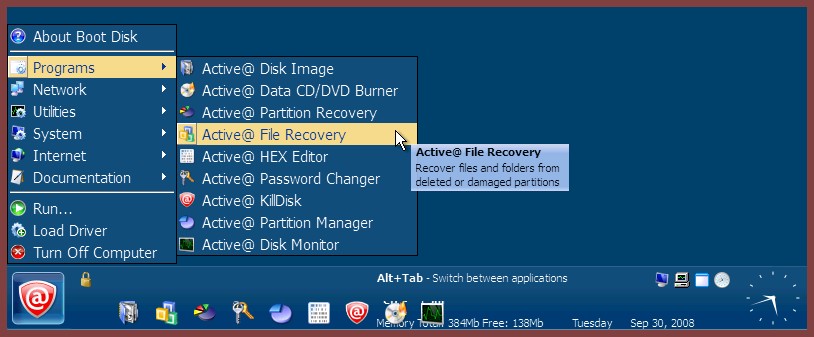 About Boot Disk
Programs
Network
Utilities
System
Internet
Documentation
Run...
Load Driver
Turn Off Computer
Active@ Disk Image
Active@ Data CD/DVD Burner
Active@ Partition Recovery
Active@ File Recovery
Active@ HEX Editor
Active@ Password Changer
Active@ KillDisk
Active@ Partition Manager
Active@ Disk Monitor
Active@ File Recovery
Recover files and folders from
deleted or damaged partitions
Alt+Tab - Switch between applications
Memory Total: 384Mb Free: 138Mb
Tuesday Sep 30, 2008